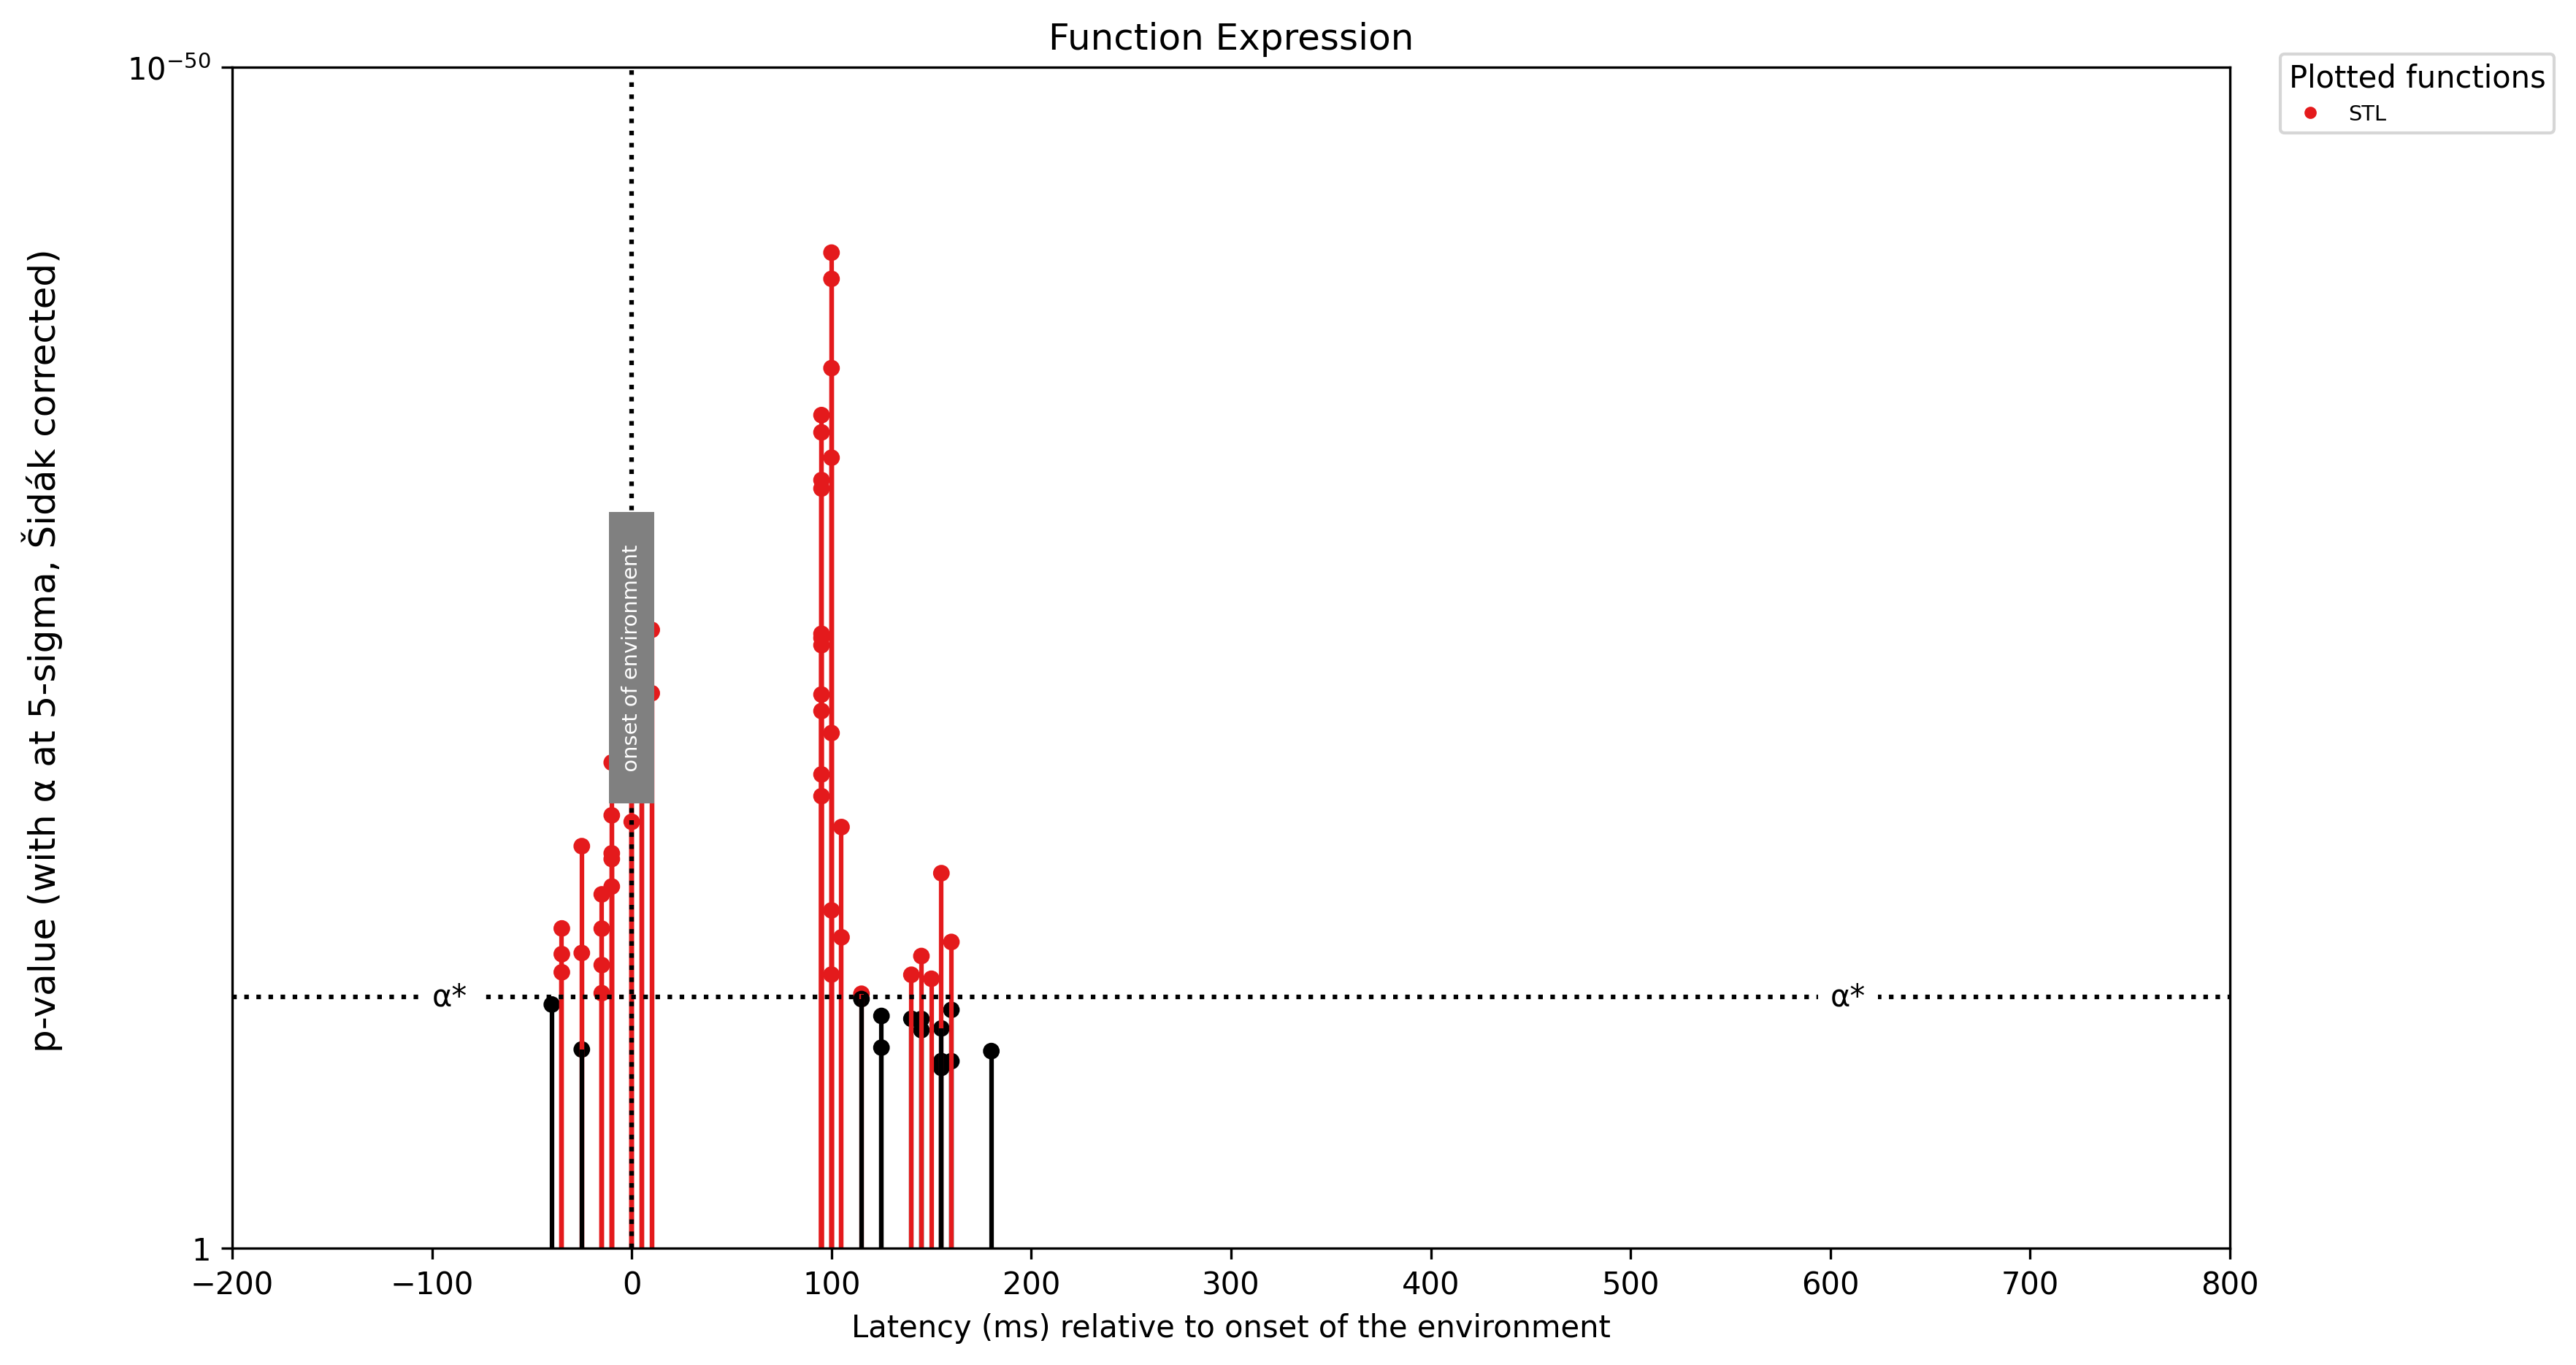 Function Expression
10⁻⁵⁰
Plotted functions
STL
p-value (with α at 5-sigma, Šidák corrected)
onset of environment
α*
α*
1
−200
−100
0
100
200
300
400
500
600
700
800
Latency (ms) relative to onset of the environment